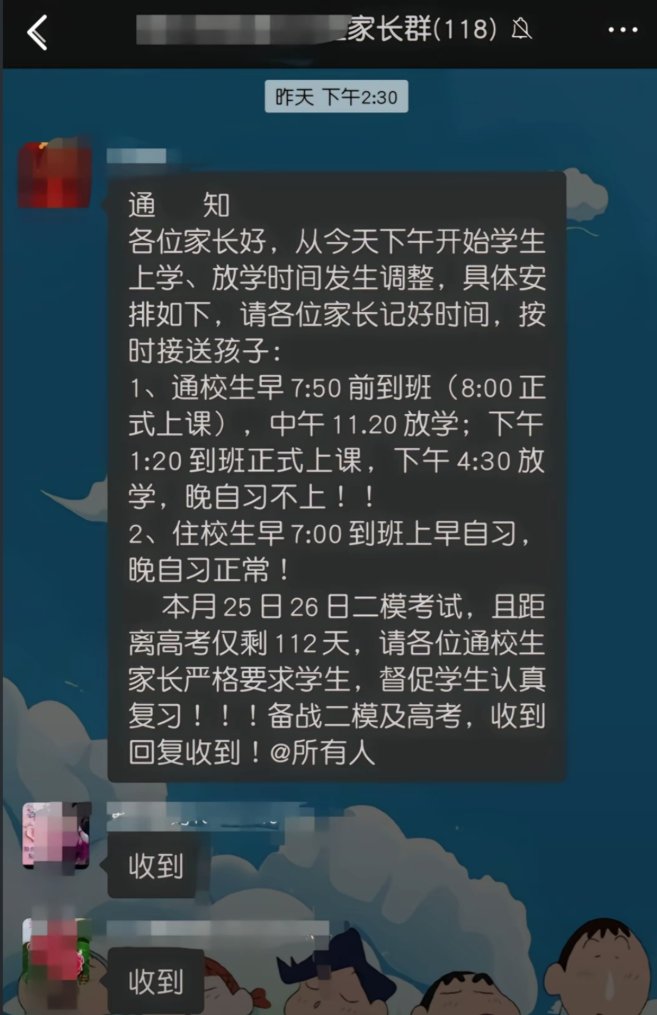 家长群(118)
昨天 下午2:30
通 知
各位家长好，从今天下午开始学生
上学、放学时间发生调整，具体安
排如下，请各位家长记好时间，按
时接送孩子：
1、通校生早 7:50 前到班（8:00 正
式上课），中午 11.20 放学；下午
1:20 到班正式上课，下午 4:30 放
学，晚自习不上！！
2、住校生早 7:00 到班上早自习，
晚自习正常！
本月 25 日 26 日二模考试，且距
离高考仅剩 112 天，请各位通校生
家长严格要求学生，督促学生认真
复习！！！备战二模及高考，收到
回复收到！@所有人
收到
收到